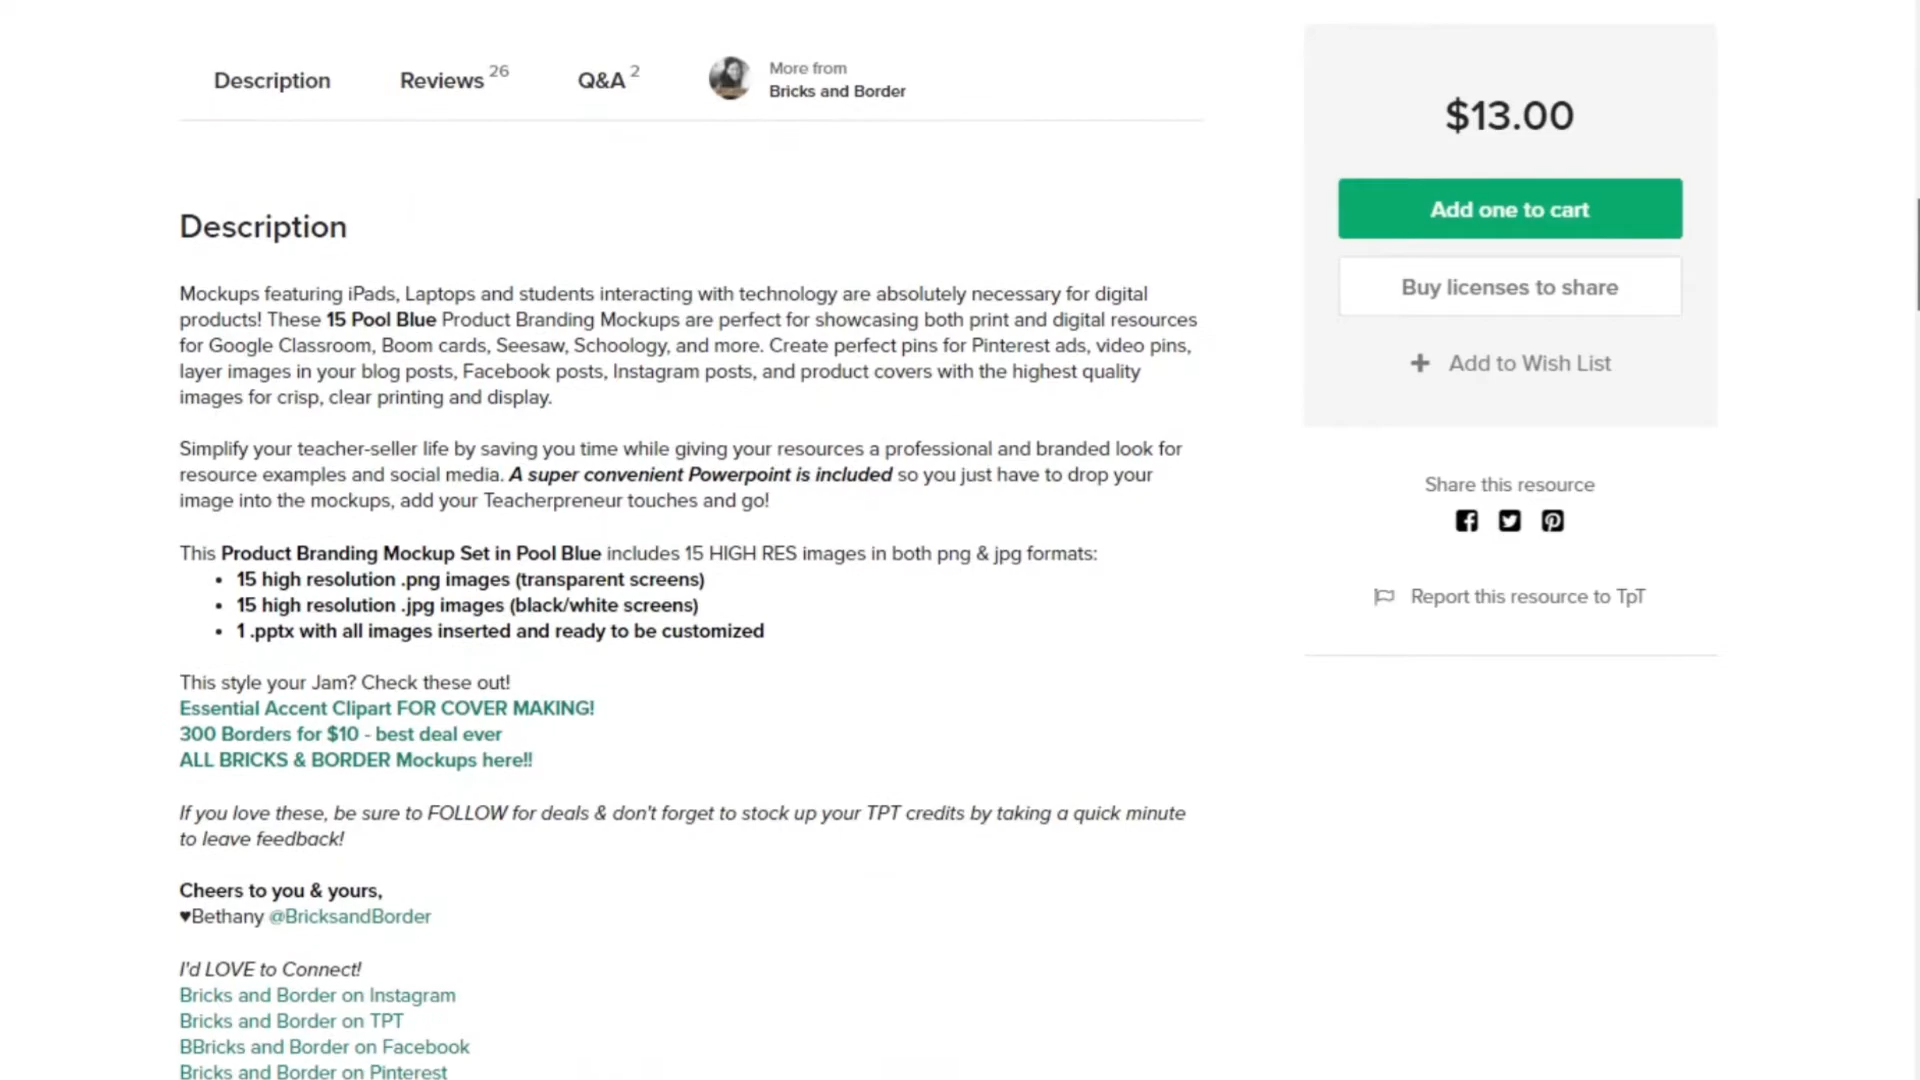 Description
Reviews 26
Q&A 2
More from
Bricks and Border
$13.00
Add one to cart
Buy licenses to share
Add to Wish List
Share this resource
Report this resource to TpT
Description
Mockups featuring iPads, Laptops and students interacting with technology are absolutely necessary for digital
products! These 15 Pool Blue Product Branding Mockups are perfect for showcasing both print and digital resources
for Google Classroom, Boom cards, Seesaw, Schoology, and more. Create perfect pins for Pinterest ads, video pins,
layer images in your blog posts, Facebook posts, Instagram posts, and product covers with the highest quality
images for crisp, clear printing and display.
Simplify your teacher-seller life by saving you time while giving your resources a professional and branded look for
resource examples and social media. A super convenient Powerpoint is included so you just have to drop your
image into the mockups, add your Teacherpreneur touches and go!
This Product Branding Mockup Set in Pool Blue includes 15 HIGH RES images in both png & jpg formats:
• 15 high resolution .png images (transparent screens)
• 15 high resolution .jpg images (black/white screens)
• 1 .pptx with all images inserted and ready to be customized
This style your Jam? Check these out!
Essential Accent Clipart FOR COVER MAKING!
300 Borders for $10 - best deal ever
ALL BRICKS & BORDER Mockups here!!
If you love these, be sure to FOLLOW for deals & don't forget to stock up your TPT credits by taking a quick minute
to leave feedback!
Cheers to you & yours,
♥Bethany @BricksandBorder
I'd LOVE to Connect!
Bricks and Border on Instagram
Bricks and Border on TPT
BBricks and Border on Facebook
Bricks and Border on Pinterest